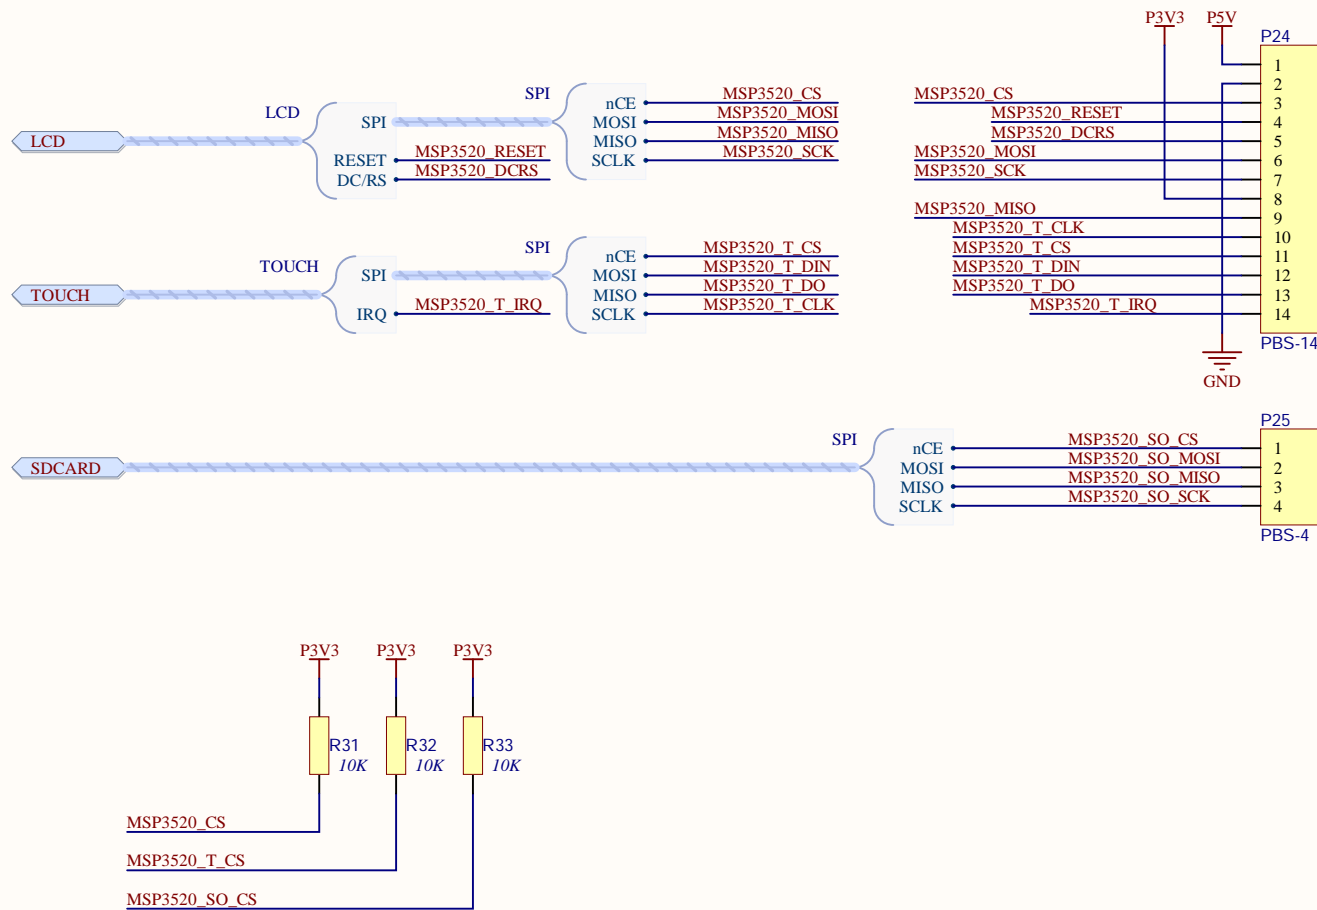 P3V3 P5V
P24
LCD
LCD
SPI
RESET
DC/RS
MSP3520_RESET
MSP3520_DCRS
SPI
nCE
MOSI
MISO
SCLK
MSP3520_CS
MSP3520_MOSI
MSP3520_MISO
MSP3520_SCK
MSP3520_CS
MSP3520_RESET
MSP3520_DCRS
MSP3520_MOSI
MSP3520_SCK
MSP3520_MISO
MSP3520_T_CLK
MSP3520_T_CS
MSP3520_T_DIN
MSP3520_T_DO
MSP3520_T_IRQ
1
2
3
4
5
6
7
8
9
10
11
12
13
14
PBS-14
GND
TOUCH
TOUCH
SPI
IRQ
MSP3520_T_IRQ
SPI
nCE
MOSI
MISO
SCLK
MSP3520_T_CS
MSP3520_T_DIN
MSP3520_T_DO
MSP3520_T_CLK
SDCARD
SPI
nCE
MOSI
MISO
SCLK
MSP3520_SO_CS
MSP3520_SO_MOSI
MSP3520_SO_MISO
MSP3520_SO_SCK
P25
1
2
3
4
PBS-4
P3V3 P3V3 P3V3
R31 R32 R33
10K 10K 10K
MSP3520_CS
MSP3520_T_CS
MSP3520_SO_CS